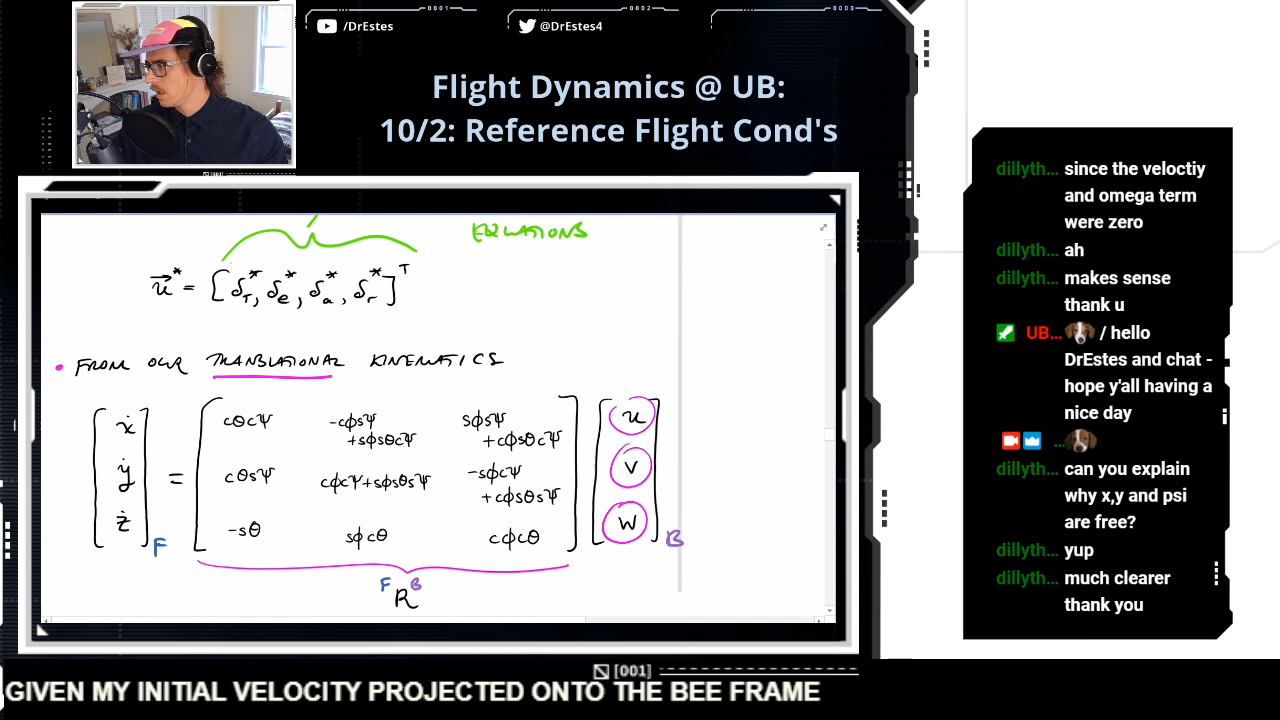 0001
0002
0003
/DrEstes
@DrEstes4
Flight Dynamics @ UB:
10/2: Reference Flight Cond's
[001]
EQUATIONS
u⃗* = [δT*, δe*, δa*, δr*]ᵀ
• FROM OUR TRANSLATIONAL KINEMATICS
ẋ cθcψ -cϕsψ sϕsψ u
+sϕsθcψ +cϕsθcψ
ẏ = cθsψ cϕcψ+sϕsθsψ -sϕcψ v
+cϕsθsψ
ż -sθ sϕcθ cϕcθ w
F B
F R B
dillyth... since the veloctiy
and omega term
were zero
dillyth... ah
dillyth... makes sense
thank u
UB... / hello
DrEstes and chat -
hope y'all having a
nice day
...
dillyth... can you explain
why x,y and psi
are free?
dillyth... yup
dillyth... much clearer
thank you
[001]
GIVEN MY INITIAL VELOCITY PROJECTED ONTO THE BEE FRAME